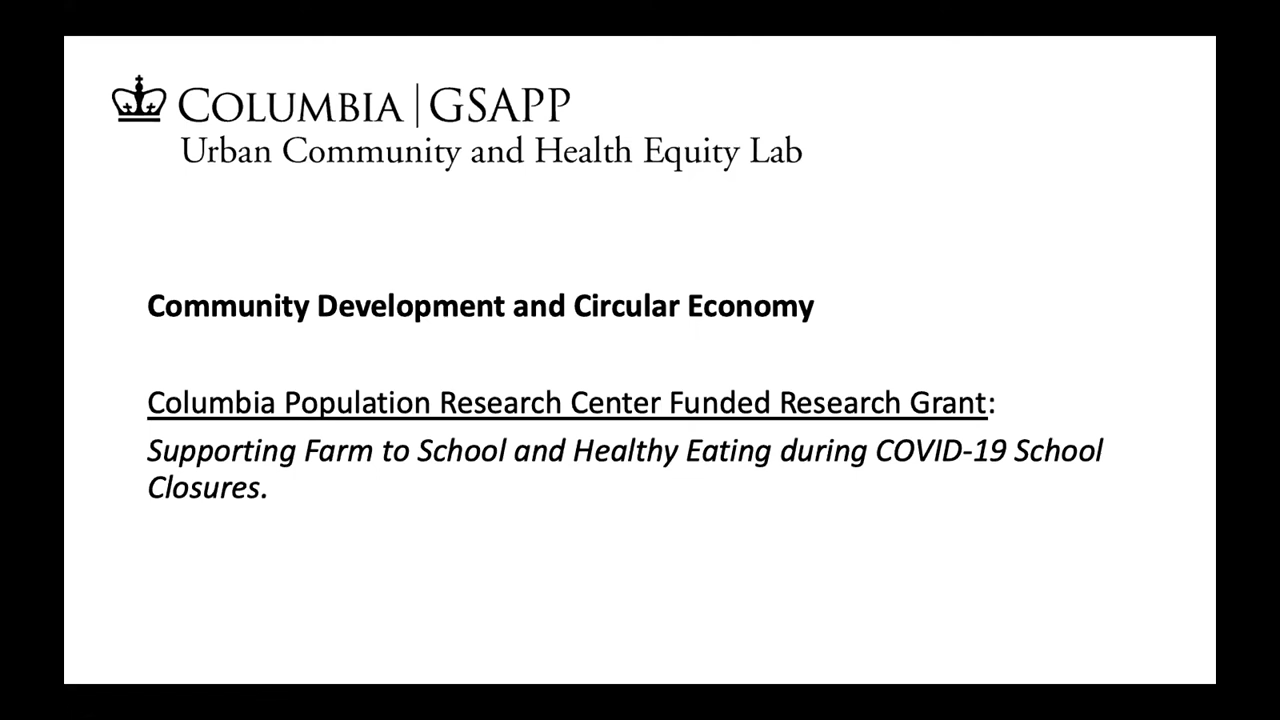 COLUMBIA | GSAPP
Urban Community and Health Equity Lab
Community Development and Circular Economy
Columbia Population Research Center Funded Research Grant:
Supporting Farm to School and Healthy Eating during COVID-19 School
Closures.